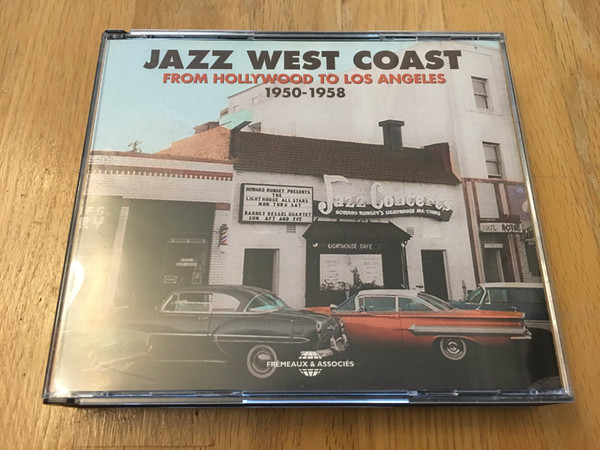 JAZZ WEST COAST
FROM HOLLYWOOD TO LOS ANGELES
1950-1958
HOWARD RUMSEY PRESENTS
THE
LIGHTHOUSE ALL STARS
MON THRU SAT
BARNEY KESSEL QUARTET
SUN AFT AND EVE
Jazz Concerts
HOWARD RUMSEY'S LIGHTHOUSE ALL STARS
LIGHTHOUSE CAFE
FRÉMEAUX & ASSOCIÉS